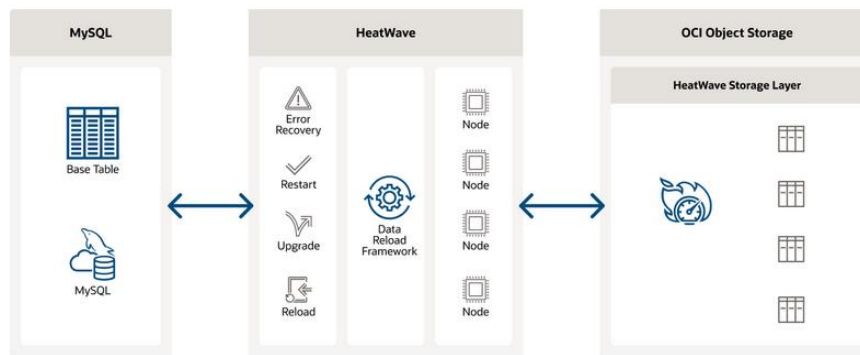 MySQL
Base Table
MySQL
HeatWave
Error
Recovery
Restart
Upgrade
Reload
Data
Reload
Framework
Node
Node
Node
Node
OCI Object Storage
HeatWave Storage Layer